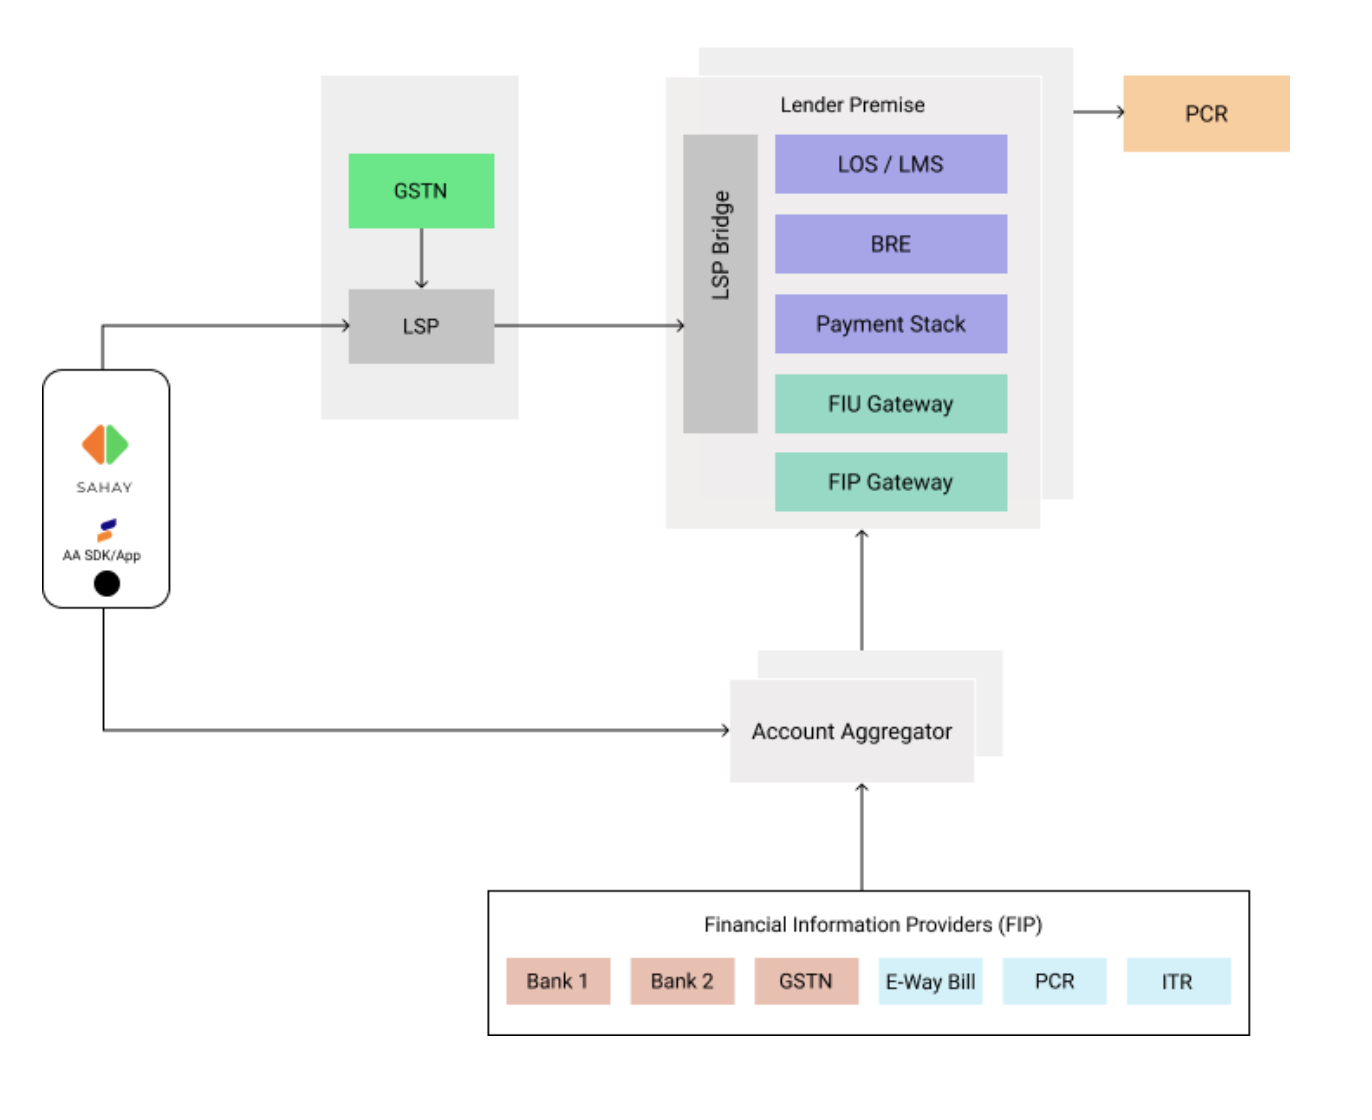 Lender Premise
PCR
LOS / LMS
GSTN
LSP Bridge
BRE
LSP
Payment Stack
FIU Gateway
SAHAY
FIP Gateway
AA SDK/App
Account Aggregator
Financial Information Providers (FIP)
Bank 1
Bank 2
GSTN
E-Way Bill
PCR
ITR